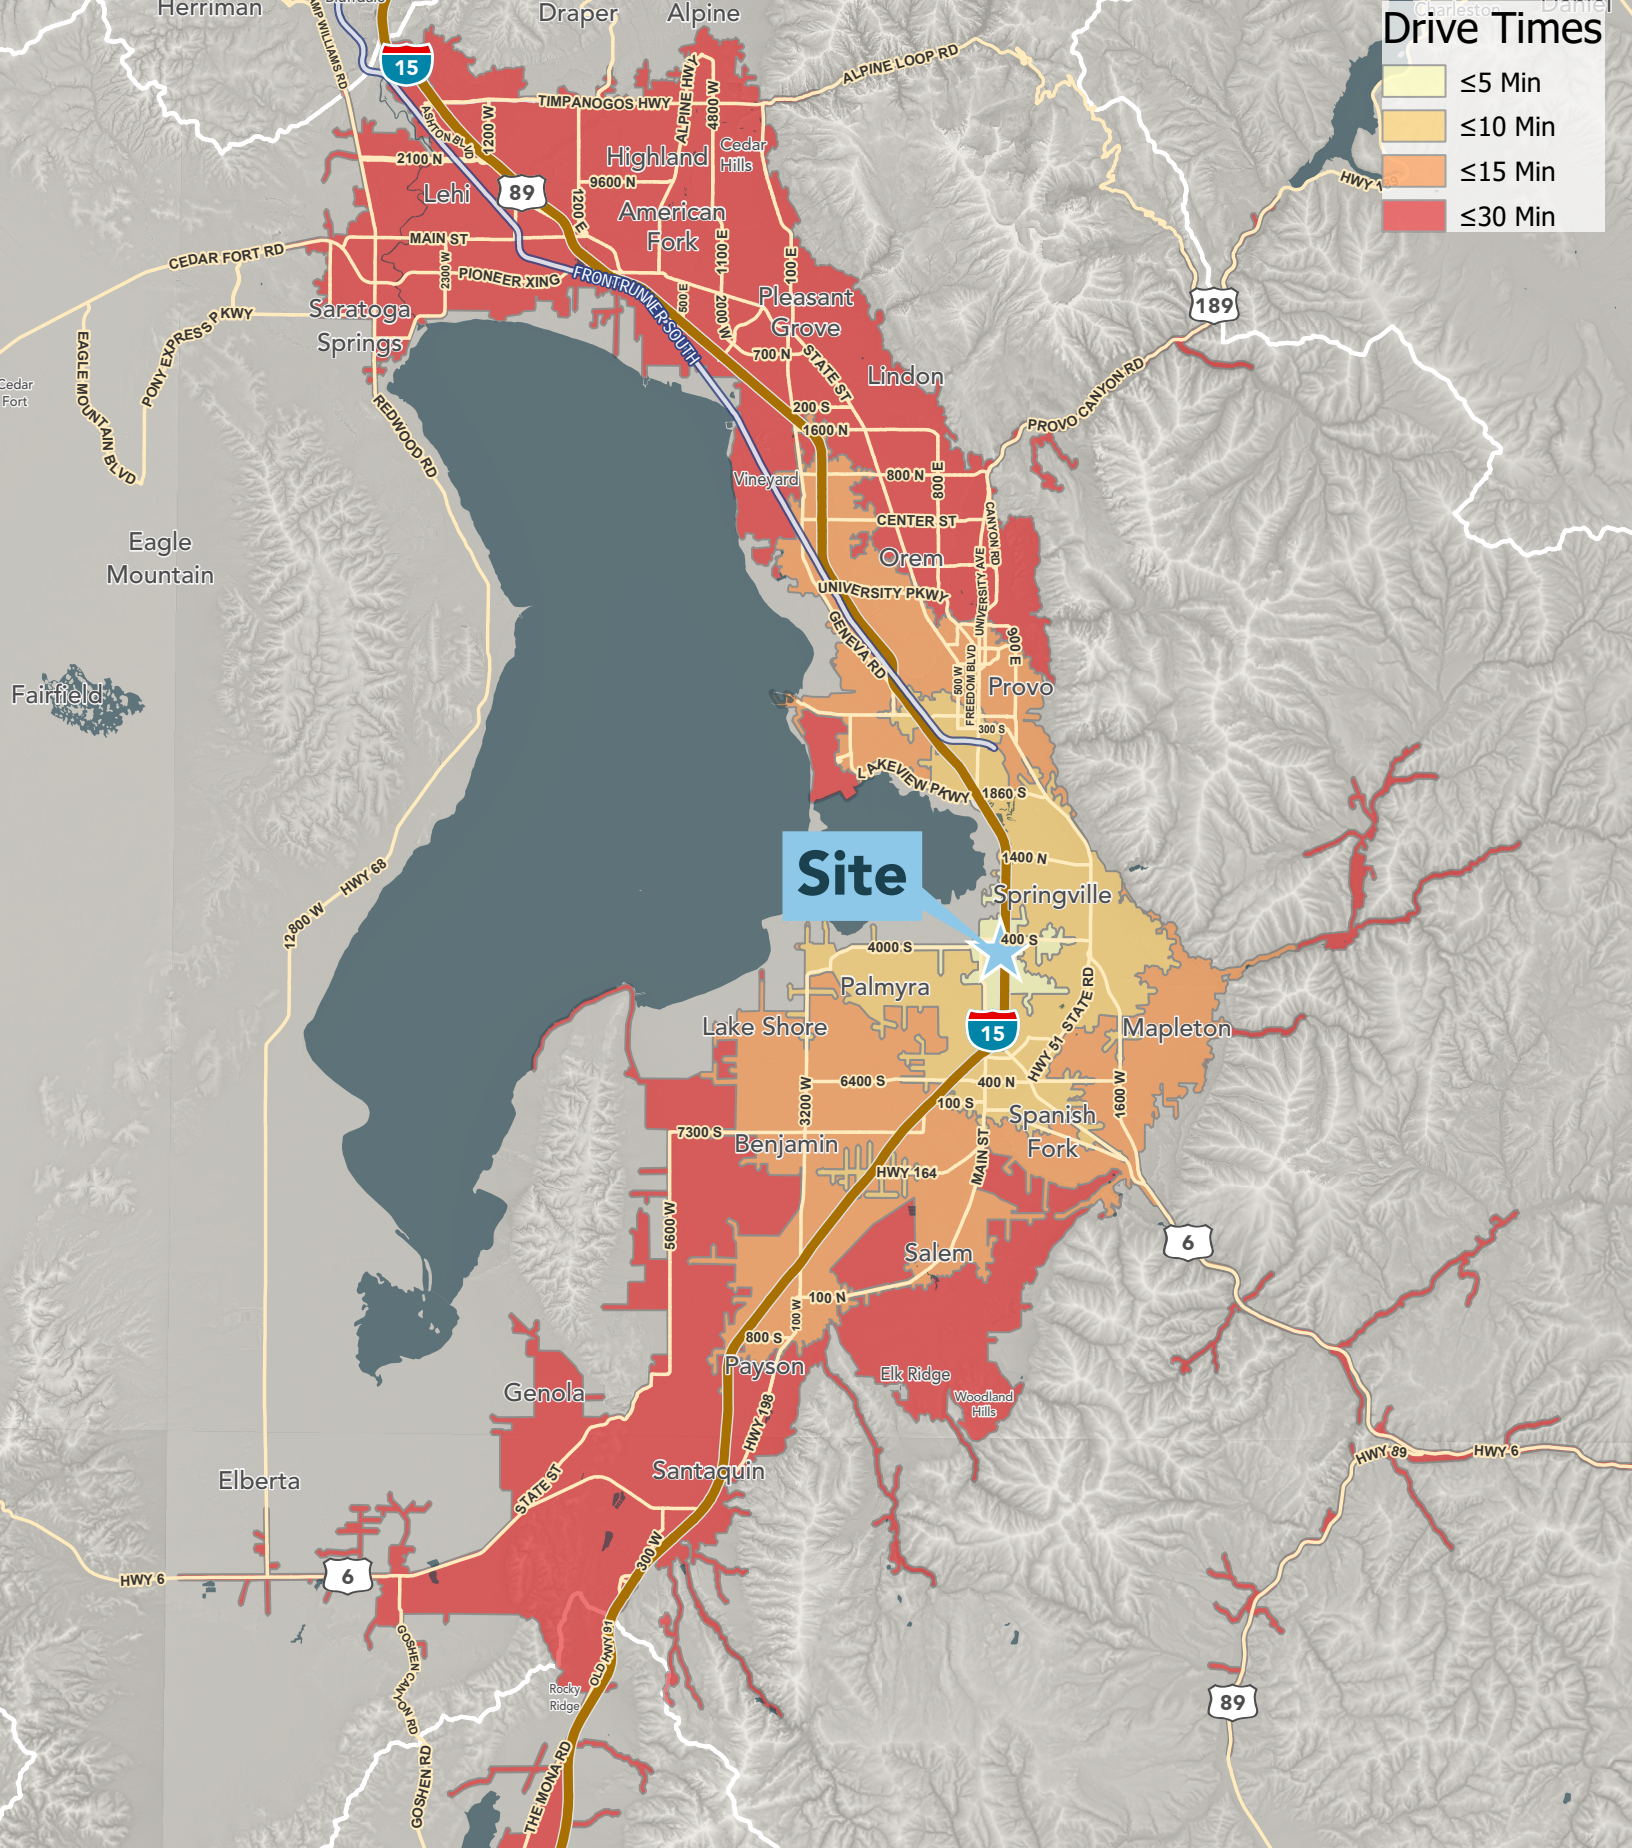 Herriman
Draper
Alpine
Charleston
Daniel
Drive Times
≤5 Min
≤10 Min
≤15 Min
≤30 Min
15
ALPINE LOOP RD
TIMPANOGOS HWY
ALPINE HWY
4800 W
1200 W
ASHTON BLVD
2100 N
Highland
Cedar
Hills
9600 N
Lehi
89
1200 E
American
Fork
MAIN ST
CEDAR FORT RD
2300 W
PIONEER XING
FRONTRUNNER SOUTH
1100 E
100 E
500 E
2000 W
Pleasant
Grove
189
Saratoga
Springs
PONY EXPRESS PKWY
EAGLE MOUNTAIN BLVD
Cedar
Fort
700 N
STATE ST
Lindon
PROVO CANYON RD
REDWOOD RD
200 S
1600 N
800 N
800 E
Vineyard
CENTER ST
CANYON RD
Orem
Eagle
Mountain
UNIVERSITY AVE
UNIVERSITY PKWY
GENEVA RD
900 E
500 W
FREEDOM BLVD
Provo
Fairfield
300 S
LAKEVIEW PKWY
1860 S
1400 N
Site
Springville
HWY 68
12800 W
4000 S
400 S
Palmyra
STATE RD
HWY 51
Lake Shore
15
Mapleton
6400 S
400 N
3200 W
100 S
1600 W
Spanish
Fork
7300 S
Benjamin
HWY 164
MAIN ST
5600 W
Salem
6
100 N
100 W
800 S
Payson
Elk Ridge
Woodland
Hills
Genola
HWY 198
Santaquin
HWY 89
HWY 6
Elberta
STATE ST
300 W
HWY 6
6
GOSHEN CANYON RD
OLD HWY 91
Rocky
Ridge
89
GOSHEN RD
THE MONA RD